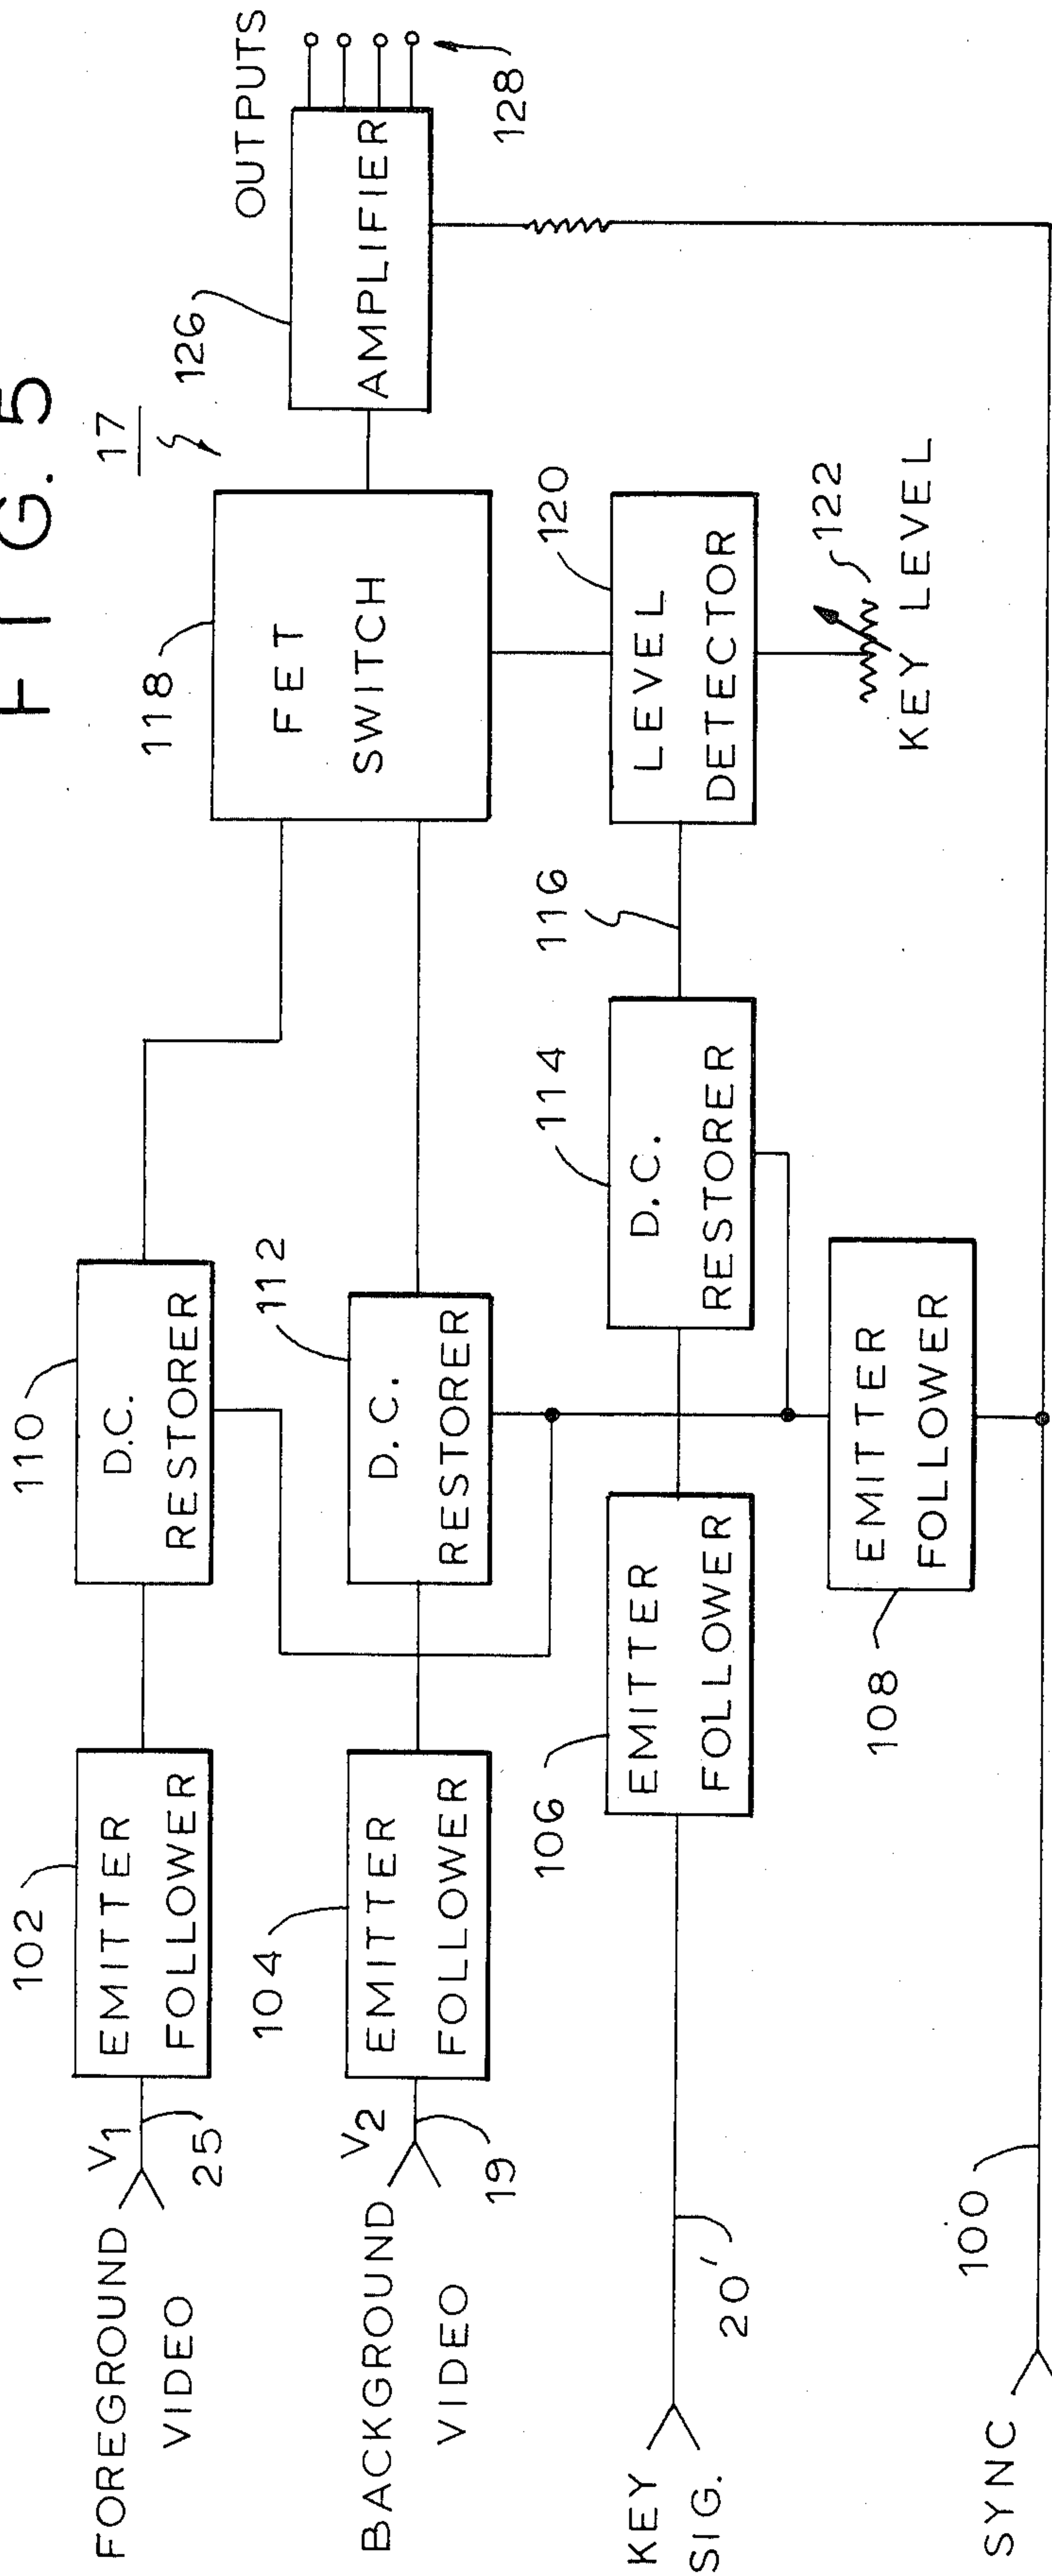 FIG. 5
17
FOREGROUND
VIDEO
V1
25
102
EMITTER
FOLLOWER
110
D.C.
RESTORER
118
FET
SWITCH
126
AMPLIFIER
OUTPUTS
128
BACKGROUND
VIDEO
V2
19
104
EMITTER
FOLLOWER
112
D.C.
RESTORER
KEY
SIG.
20'
106
EMITTER
FOLLOWER
114
D.C.
RESTORER
116
120
LEVEL
DETECTOR
122
KEY LEVEL
108
EMITTER
FOLLOWER
SYNC
100